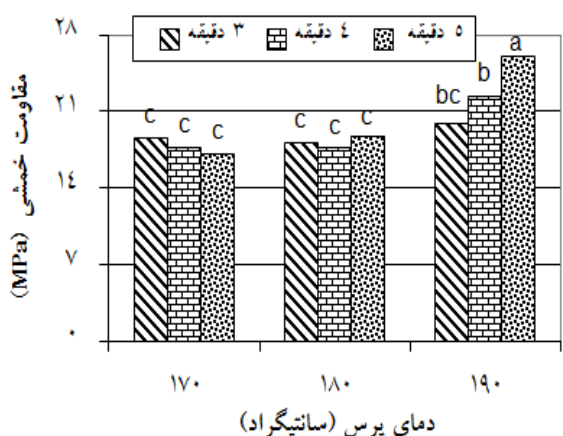 ۳ دقیقه ۴ دقیقه ۵ دقیقه
مقاومت خمشی (MPa)
۲۸
۲۱
۱۴
۷
۰
c c c c c c bc b a
۱۷۰ ۱۸۰ ۱۹۰
دمای پرس (سانتیگراد)